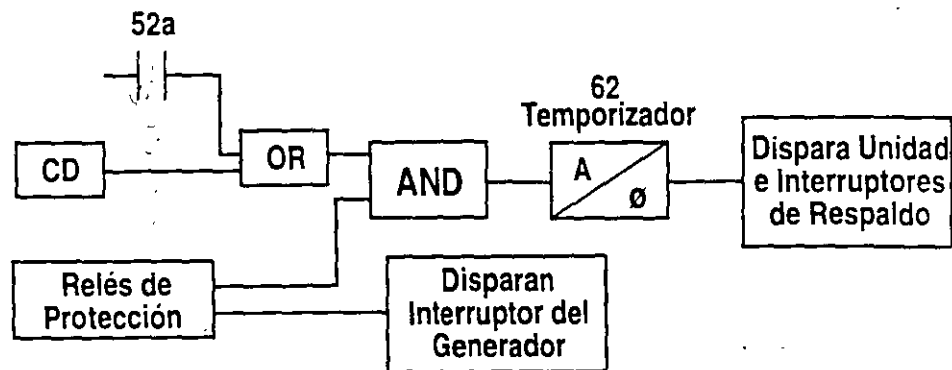 52a
CD
OR
AND
62
Temporizador
A
Ø
Dispara Unidad
e Interruptores
de Respaldo
Relés de
Protección
Disparan
Interruptor del
Generador